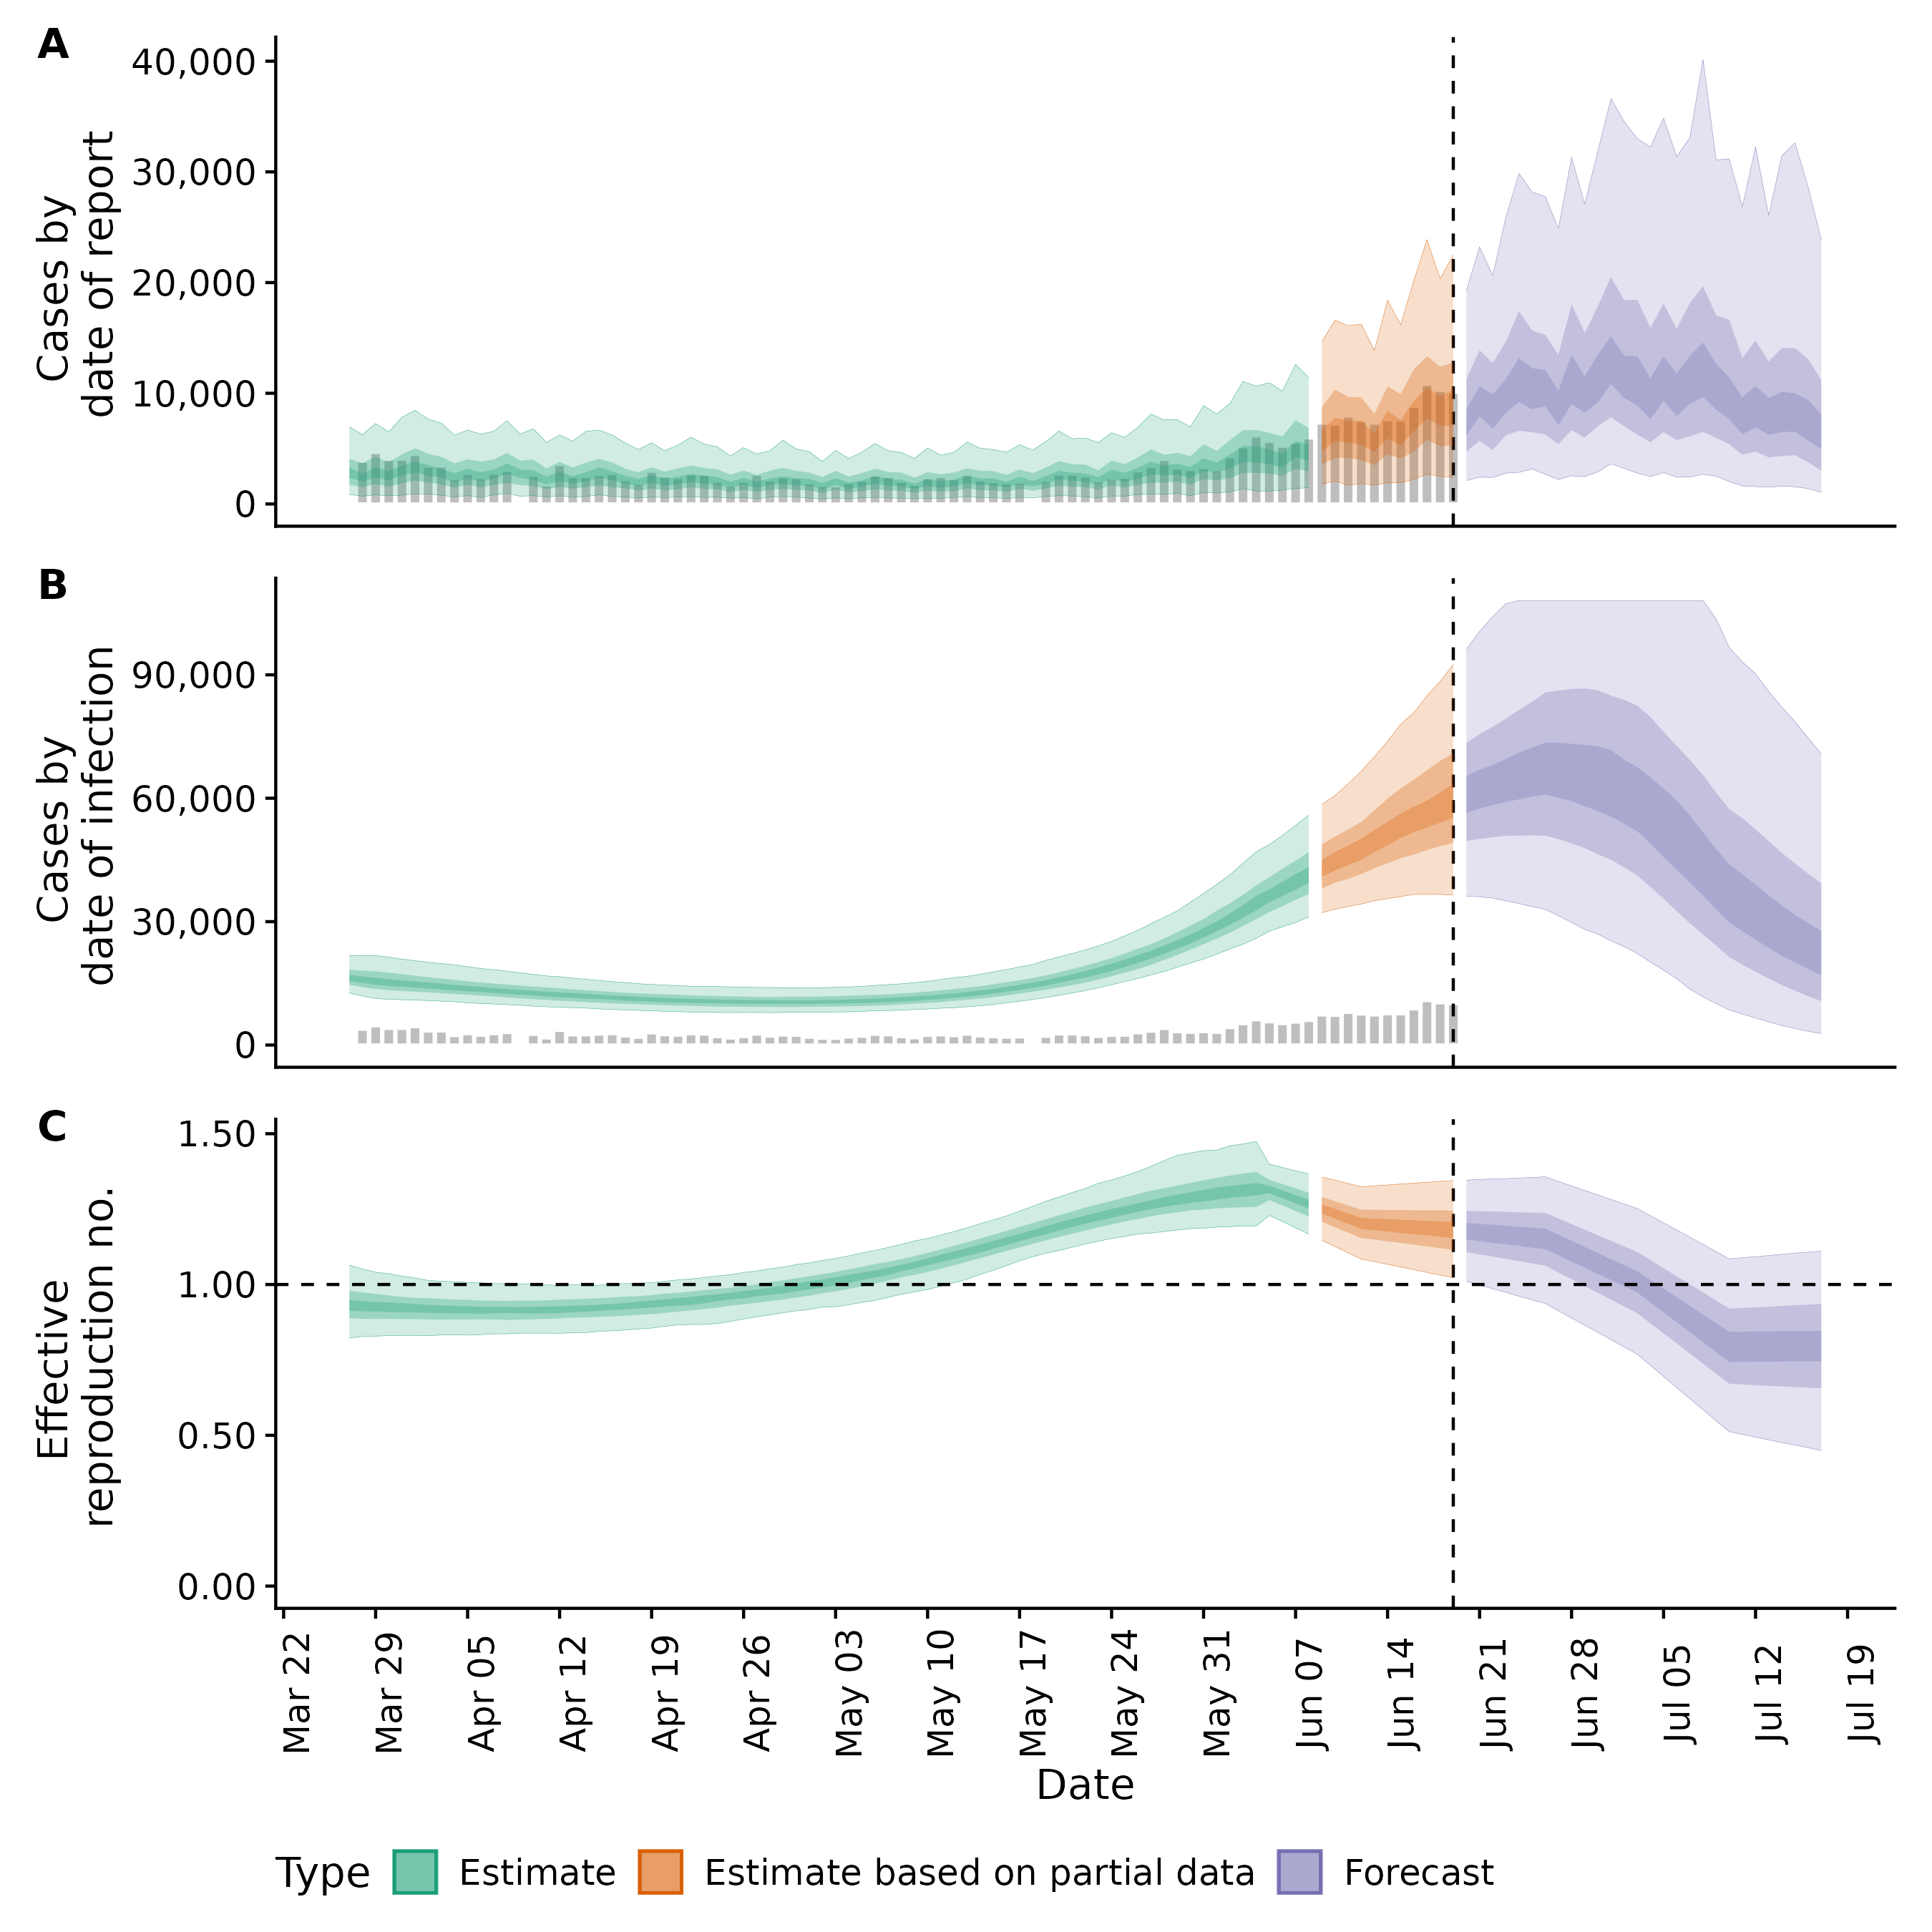 A
40,000
30,000
20,000
10,000
0
Cases by
date of report
B
90,000
60,000
30,000
0
Cases by
date of infection
C
1.50
1.00
0.50
0.00
Effective
reproduction no.
Mar 22
Mar 29
Apr 05
Apr 12
Apr 19
Apr 26
May 03
May 10
May 17
May 24
May 31
Jun 07
Jun 14
Jun 21
Jun 28
Jul 05
Jul 12
Jul 19
Date
Type Estimate Estimate based on partial data Forecast